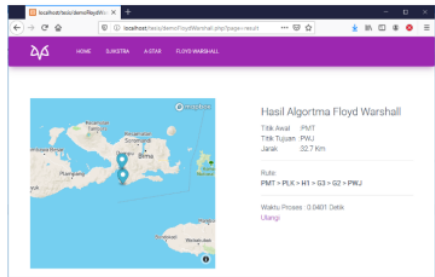 localhost/tesis/demoFloydWarshall.php?page=result
HOME
DIJKSTRA
A STAR
FLOYD WARSHALL
mapbox
Bima
Hasil Algortma Floyd Warshall
Titik Awal : PMT
Titik Tujuan : PWJ
Jarak : 32.7 Km
Rute:
PMT > PLK > H1 > G3 > G2 > PWJ
Waktu Proses : 0.0401 Detik
Ulangi